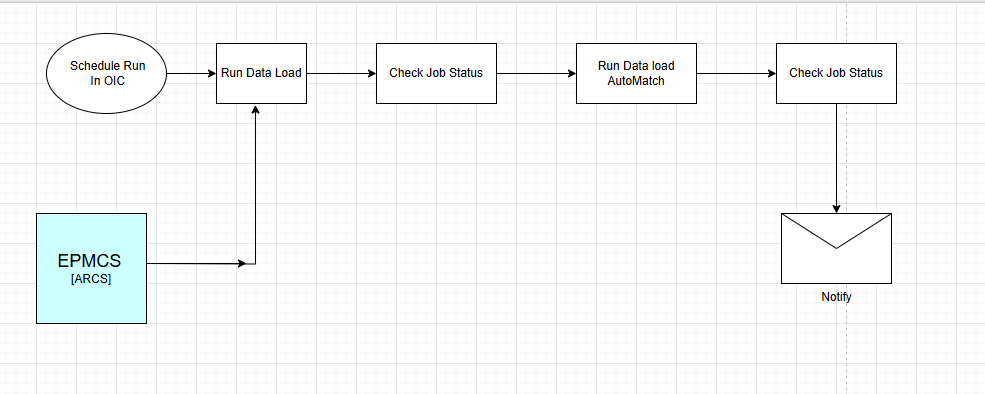 Schedule Run
In OIC
Run Data Load
Check Job Status
Run Data load
AutoMatch
Check Job Status
EPMCS
[ARCS]
Notify